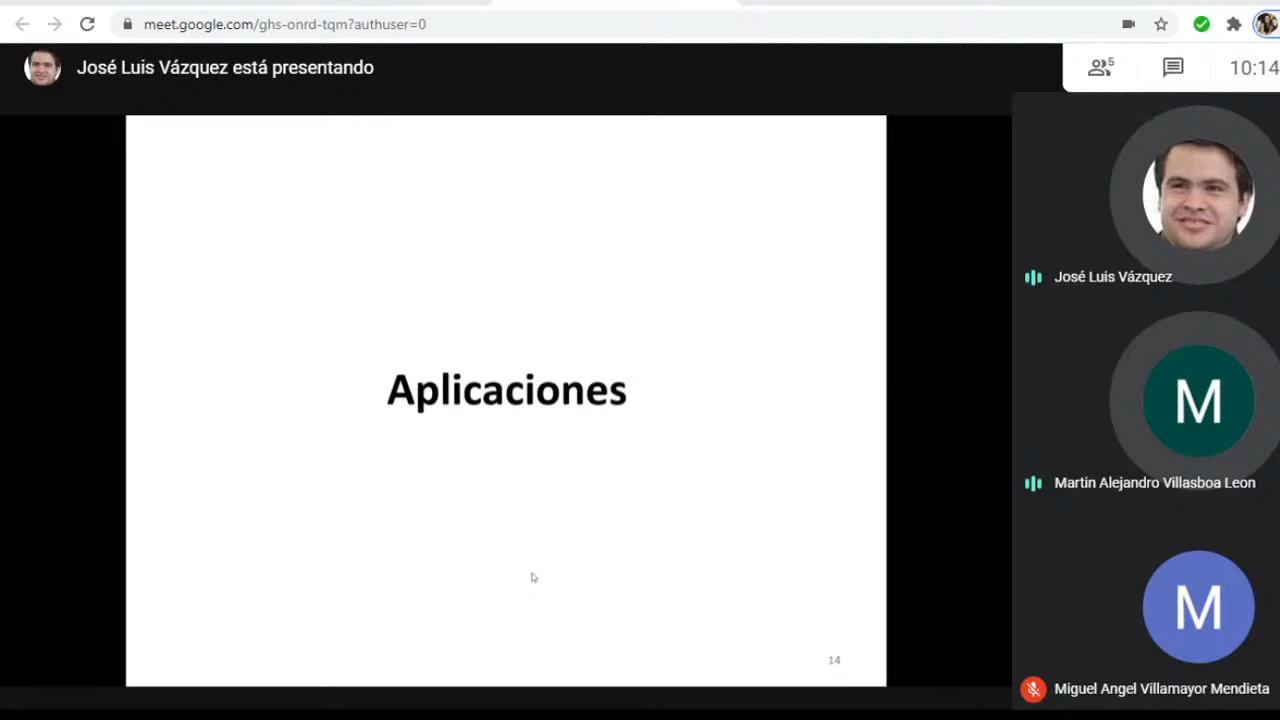 meet.google.com/ghs-onrd-tqm?authuser=0
José Luis Vázquez está presentando
5
10:14
José Luis Vázquez
Aplicaciones
M
Martin Alejandro Villasboa Leon
M
14
Miguel Angel Villamayor Mendieta